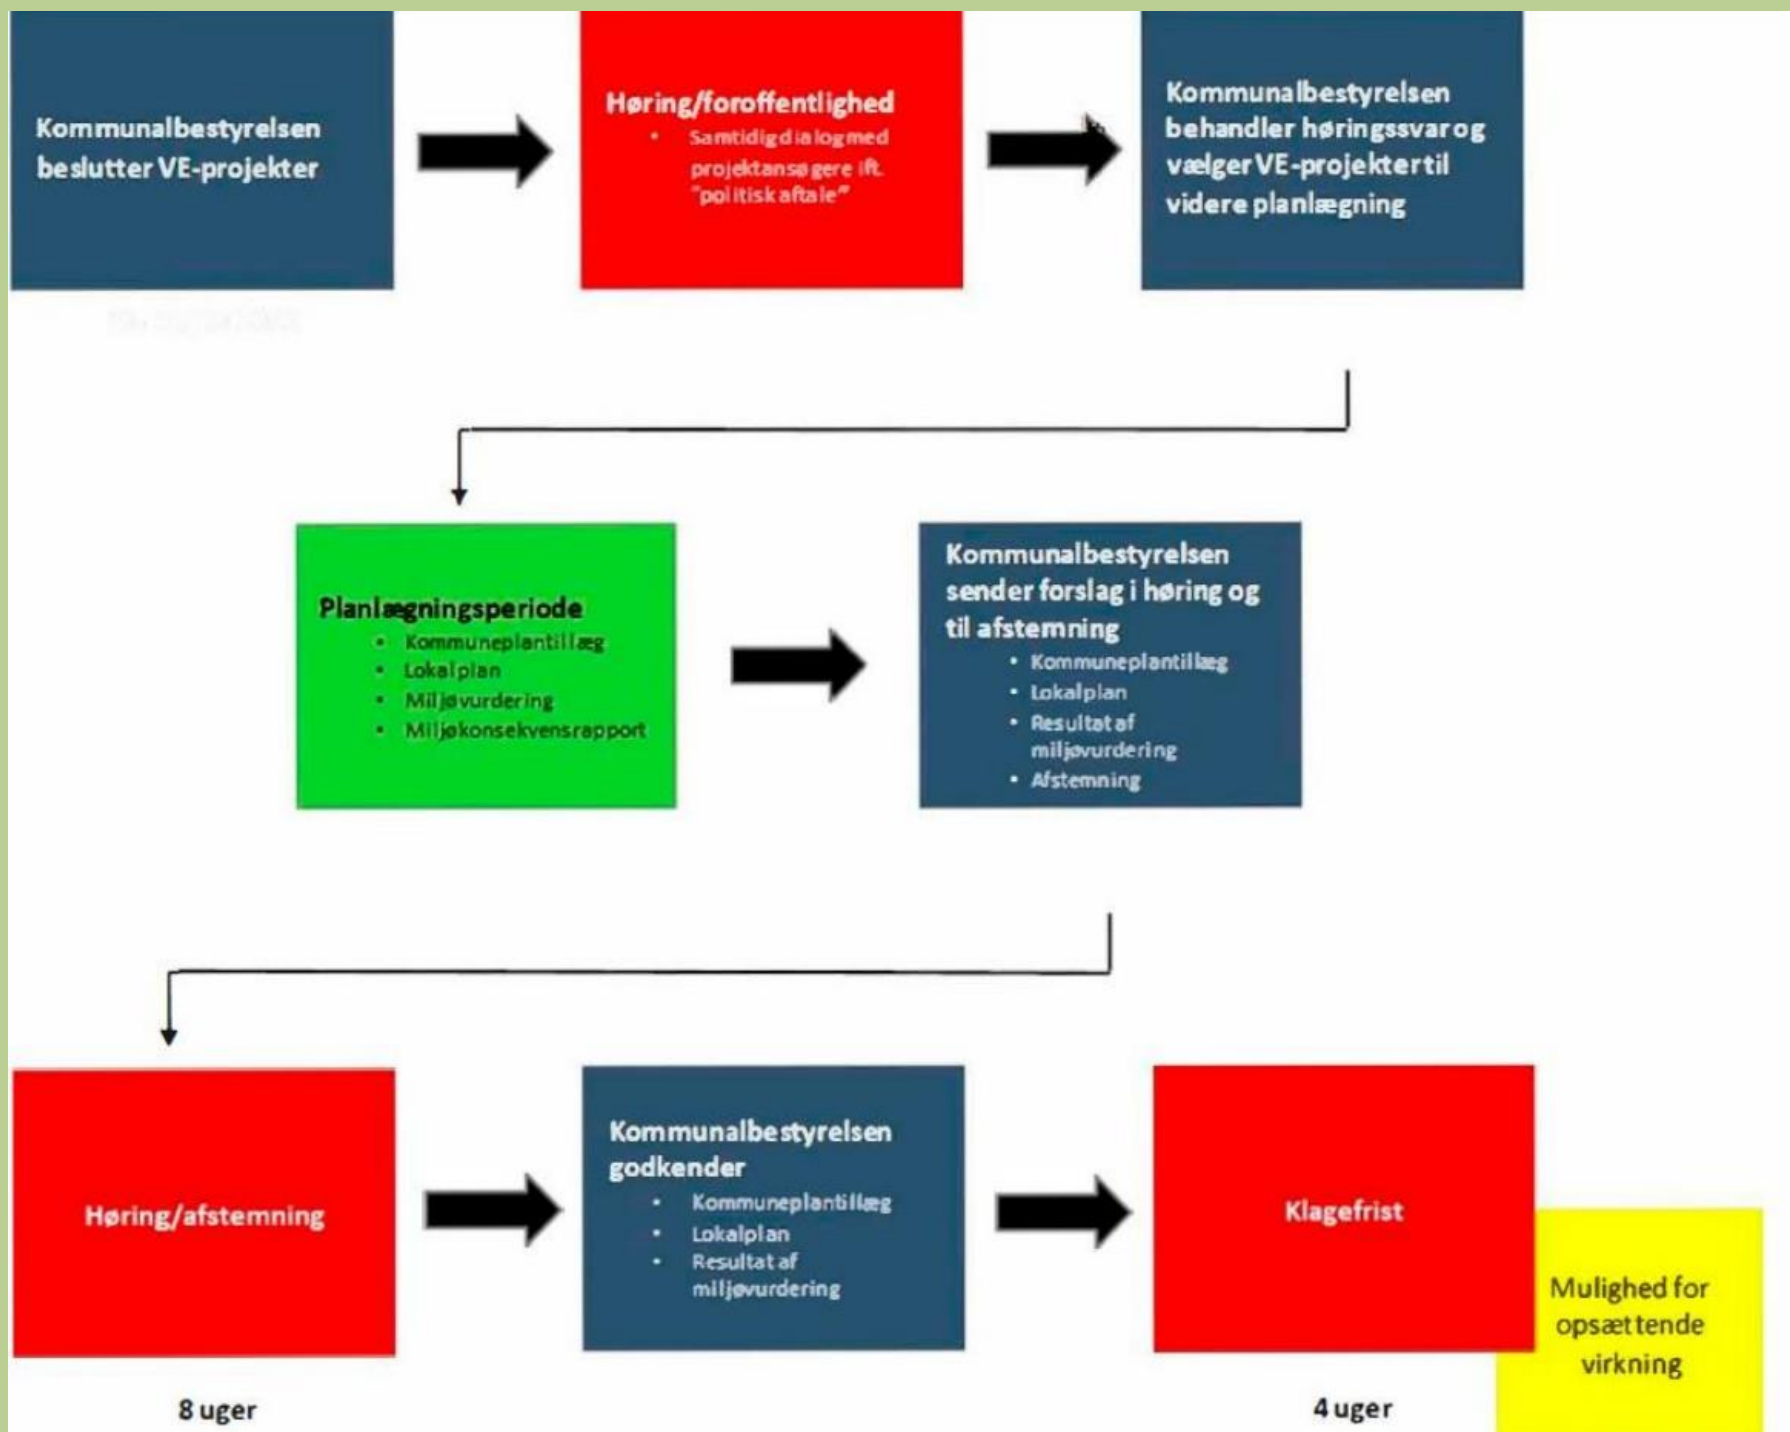 Kommunalbestyrelsen
beslutter VE-projekter
Høring/foroffentlighed
• Samtidig dialog med
projektansøgere ift.
"politisk aftale"
Kommunalbestyrelsen
behandler høringssvar og
vælger VE-projekter til
videre planlægning
Planlægningsperiode
• Kommuneplantillæg
• Lokalplan
• Miljøvurdering
• Miljøkonsekvensrapport
Kommunalbestyrelsen
sender forslag i høring og
til afstemning
• Kommuneplantillæg
• Lokalplan
• Resultat af
miljøvurdering
• Afstemning
Høring/afstemning
8 uger
Kommunalbestyrelsen
godkender
• Kommuneplantillæg
• Lokalplan
• Resultat af
miljøvurdering
Klagefrist
4 uger
Mulighed for
opsættende
virkning